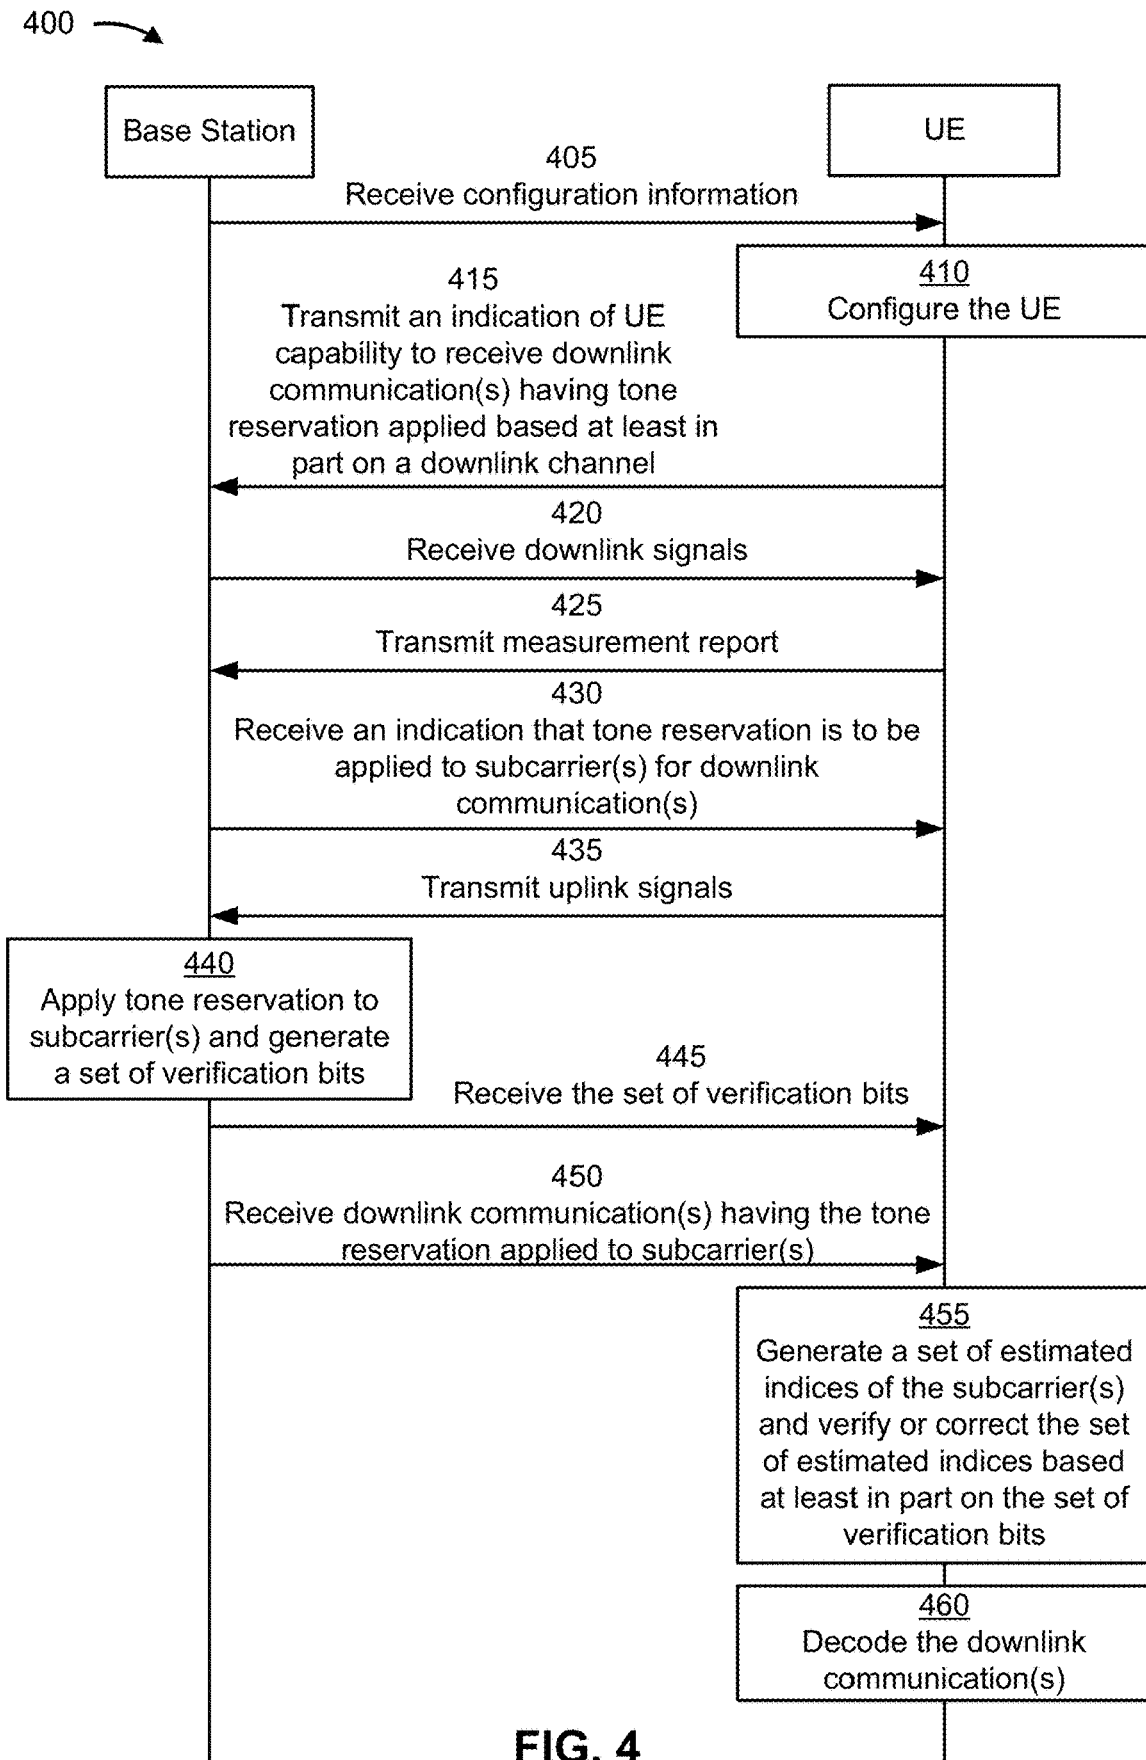 400
Base Station
UE
405
Receive configuration information
410
Configure the UE
415
Transmit an indication of UE
capability to receive downlink
communication(s) having tone
reservation applied based at least in
part on a downlink channel
420
Receive downlink signals
425
Transmit measurement report
430
Receive an indication that tone reservation is to be
applied to subcarrier(s) for downlink
communication(s)
435
Transmit uplink signals
440
Apply tone reservation to
subcarrier(s) and generate
a set of verification bits
445
Receive the set of verification bits
450
Receive downlink communication(s) having the tone
reservation applied to subcarrier(s)
455
Generate a set of estimated
indices of the subcarrier(s)
and verify or correct the set
of estimated indices based
at least in part on the set of
verification bits
460
Decode the downlink
communication(s)
FIG. 4